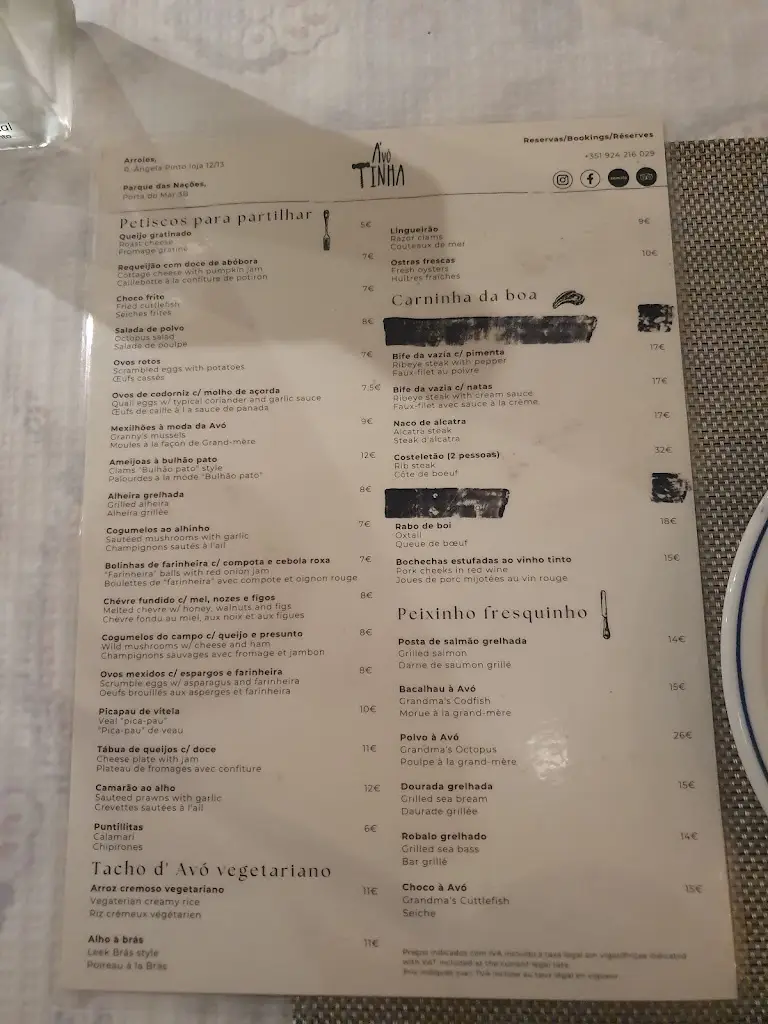 Arroios,
R. Ângela Pinto loja 12/13
Parque das Nações,
Porta do Mar 3B
Avó
TINHA
Reservas/Bookings/Réserves
+351 924 216 029
Petiscos para partilhar
Queijo gratinado 5€
Roast cheese
Fromage gratiné
Requeijão com doce de abóbora 7€
Cottage cheese with pumpkin jam
Caillebotte à la confiture de potiron
Choco frito 7€
Fried cuttlefish
Seiches frites
Salada de polvo 8€
Octopus salad
Salade de poulpe
Ovos rotos 7€
Scrambled eggs with potatoes
Œufs cassés
Ovos de codorniz c/ molho de açorda 7.5€
Quail eggs w/ typical coriander and garlic sauce
Œufs de caille à la sauce de panada
Mexilhões à moda da Avó 9€
Granny's mussels
Moules à la façon de Grand-mère
Ameijoas à bulhão pato 12€
Clams "Bulhão pato" style
Palourdes à la mode "Bulhão pato"
Alheira grelhada 8€
Grilled alheira
Alheira grillée
Cogumelos ao alhinho 7€
Sauteed mushrooms with garlic
Champignons sautés à l'ail
Bolinhas de farinheira c/ compota e cebola roxa 7€
"Farinheira" balls with red onion jam
Boulettes de "farinheira" avec compote et oignon rouge
Chévre fundido c/ mel, nozes e figos 8€
Melted chevre w/ honey, walnuts and figs
Chévre fondu au miel, aux noix et aux figues
Cogumelos do campo c/ queijo e presunto 8€
Wild mushrooms w/ cheese and ham
Champignons sauvages avec fromage et jambon
Ovos mexidos c/ espargos e farinheira 8€
Scrumble eggs w/ asparagus and farinheira
Oeufs brouillés aux asperges et farinheira
Picapau de vitela 10€
Veal "pica-pau"
"Pica-pau" de veau
Tábua de queijos c/ doce 11€
Cheese plate with jam
Plateau de fromages avec confiture
Camarão ao alho 12€
Sauteed prawns with garlic
Crevettes sautées à l'ail
Puntillitas 6€
Calamari
Chipirones
Tacho d' Avó vegetariano
Arroz cremoso vegetariano 11€
Vegaterian creamy rice
Riz crémeux végétarien
Alho à brás 11€
Leek Brás style
Poireau à la Brás
Lingueirão 9€
Razor clams
Couteaux de mer
Ostras frescas 10€
Fresh oysters
Huîtres fraîches
Carninha da boa
Bife da vazia c/ pimenta 17€
Ribeye steak with pepper
Faux-filet au poivre
Bife da vazia c/ natas 17€
Ribeye steak with cream sauce
Faux-filet avec sauce à la crème
Naco de alcatra 17€
Alcatra steak
Steak d'alcatra
Costeletão (2 pessoas) 32€
Rib steak
Côte de boeuf
Rabo de boi 18€
Oxtail
Queue de bœuf
Bochechas estufadas ao vinho tinto 15€
Pork cheeks in red wine
Joues de porc mijotées au vin rouge
Peixinho fresquinho
Posta de salmão grelhada 14€
Grilled salmon
Darne de saumon grillé
Bacalhau à Avó 15€
Grandma's Codfish
Morue à la grand-mère
Polvo à Avó 26€
Grandma's Octopus
Poulpe à la grand-mère
Dourada grelhada 15€
Grilled sea bream
Daurade grillée
Robalo grelhado 14€
Grilled sea bass
Bar grillé
Choco à Avó 15€
Grandma's Cuttlefish
Seiche